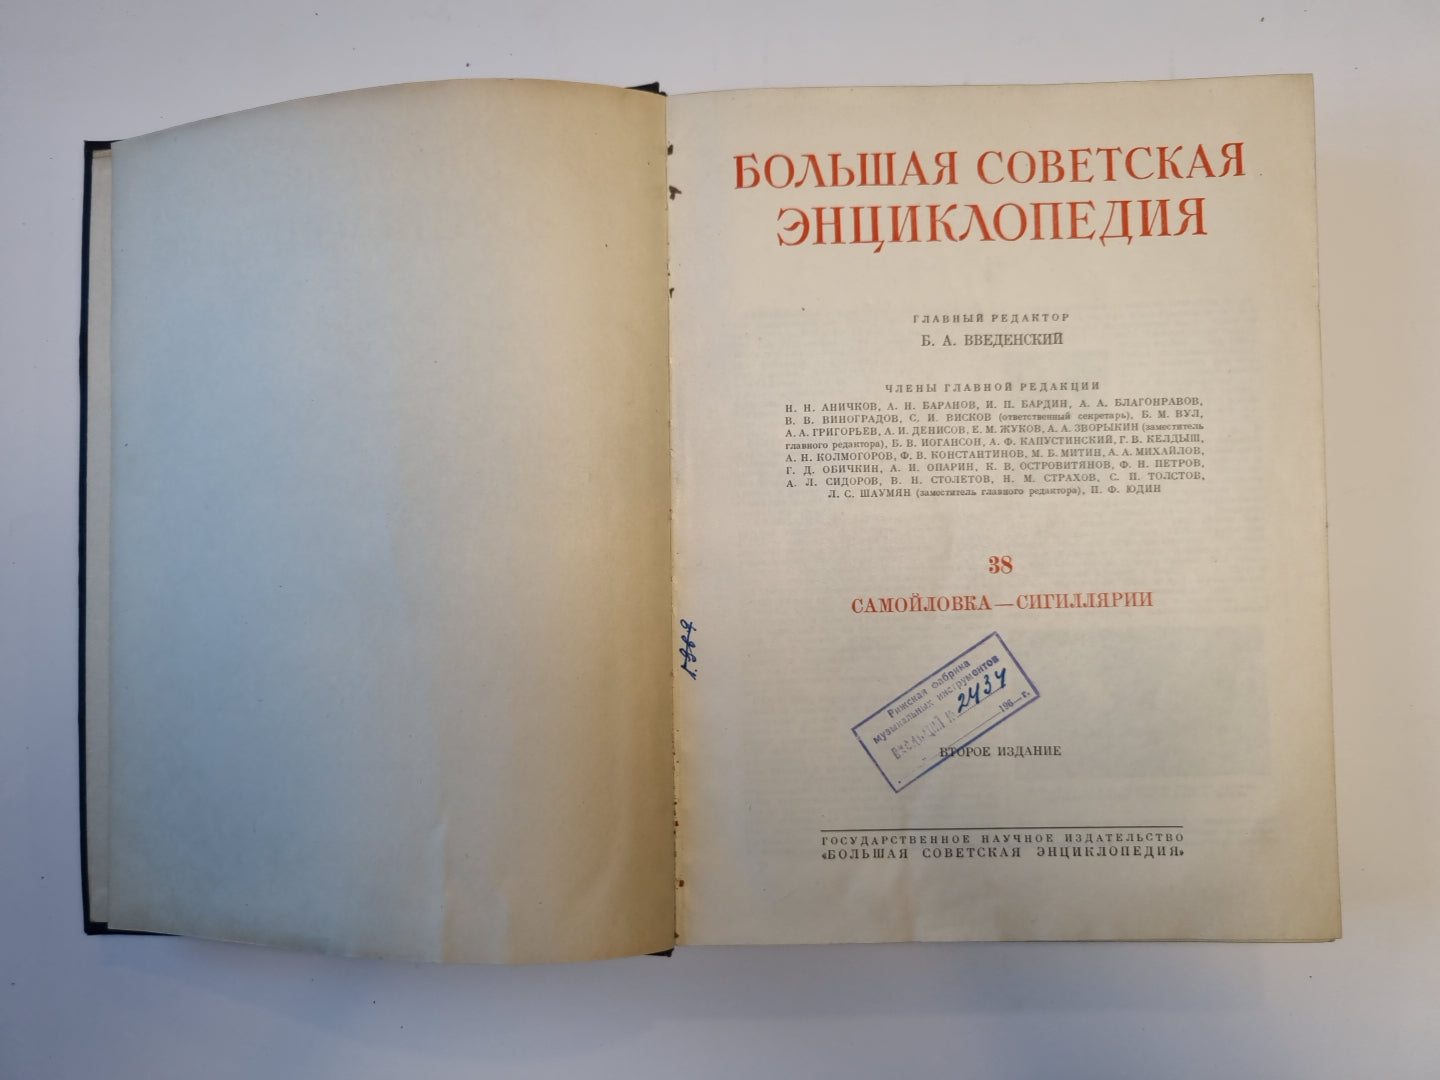 БОЛЬШАЯ СОВЕТСКАЯ
ЭНЦИКЛОПЕДИЯ
ГЛАВНЫЙ РЕДАКТОР
Б. А. ВВЕДЕНСКИЙ
ЧЛЕНЫ ГЛАВНОЙ РЕДАКЦИИ
Н. Н. АНИЧКОВ, А. Н. БАРАНОВ, И. П. БАРДИН, А. А. БЛАГОНРАВОВ,
В. В. ВИНОГРАДОВ, С. И. ВИСКОВ (ответственный секретарь), Б. М. ВУЛ,
А. А. ГРИГОРЬЕВ, А. И. ДЕНИСОВ, Е. М. ЖУКОВ, А. А. ЗВОРЫКИН (заместитель
главного редактора), Б. В. ИОГАНСОН, А. Ф. КАПУСТИНСКИЙ, Г. В. КЕЛДЫШ,
А. Н. КОЛМОГОРОВ, Ф. В. КОНСТАНТИНОВ, М. Б. МИТИН, А. А. МИХАЙЛОВ,
Г. Д. ОБИЧКИН, А. И. ОПАРИН, К. В. ОСТРОВИТЯНОВ, Ф. Н. ПЕТРОВ,
А. Л. СИДОРОВ, В. Н. СТОЛЕТОВ, Н. М. СТРАХОВ, С. П. ТОЛСТОВ,
Л. С. ШАУМЯН (заместитель главного редактора), П. Ф. ЮДИН
38
САМОЙЛОВКА—СИГИЛЛЯРИИ
Рижская фабрика
музыкальных инструментов
2434
196—г.
ВТОРОЕ ИЗДАНИЕ
ГОСУДАРСТВЕННОЕ НАУЧНОЕ ИЗДАТЕЛЬСТВО
«БОЛЬШАЯ СОВЕТСКАЯ ЭНЦИКЛОПЕДИЯ»